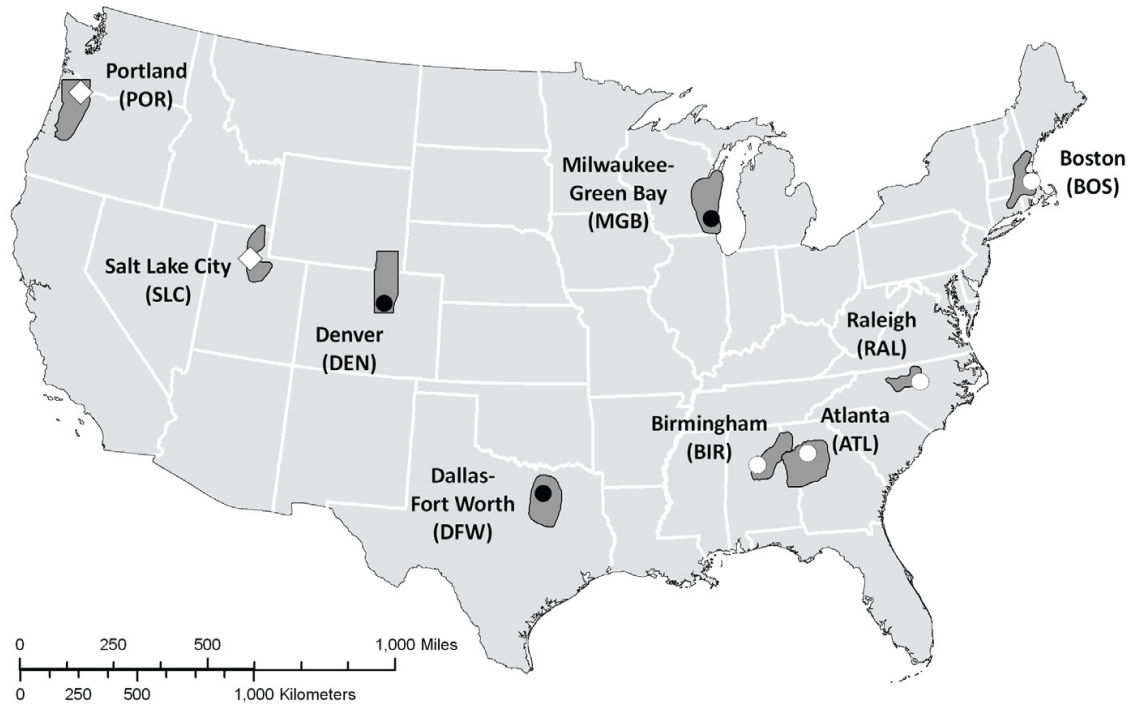 Portland
(POR)
Milwaukee-
Green Bay
(MGB)
Boston
(BOS)
Salt Lake City
(SLC)
Denver
(DEN)
Raleigh
(RAL)
Birmingham
(BIR)
Atlanta
(ATL)
Dallas-
Fort Worth
(DFW)
0 250 500 1,000 Miles
0 250 500 1,000 Kilometers